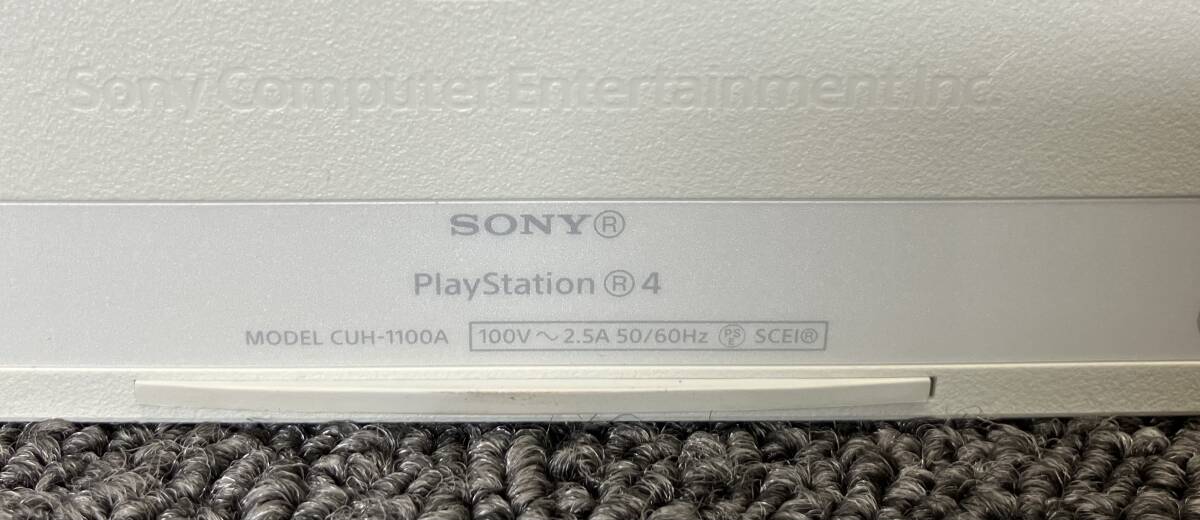 Sony Computer Entertainment Inc.
SONY®
PlayStation ® 4
MODEL CUH-1100A 100V ~ 2.5A 50/60Hz PSE SCEI®